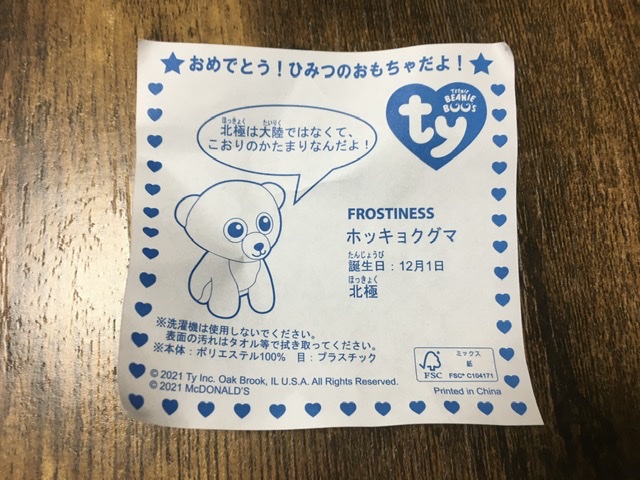 ★おめでとう！ひみつのおもちゃだよ！★
TEENIE
BEANIE
BOO's
ty
ほっきょく たいりく
北極は大陸ではなくて、
こおりのかたまりなんだよ！
FROSTINESS
ホッキョクグマ
たんじょうび
誕生日：12月1日
ほっきょく
北極
※洗濯機は使用しないでください。
表面の汚れはタオル等で拭き取ってください。
※本体：ポリエステル100% 目：プラスチック
© 2021 Ty Inc. Oak Brook, IL U.S.A. All Rights Reserved.
© 2021 McDONALD'S
FSC
ミックス
紙
FSC® C104171
Printed in China